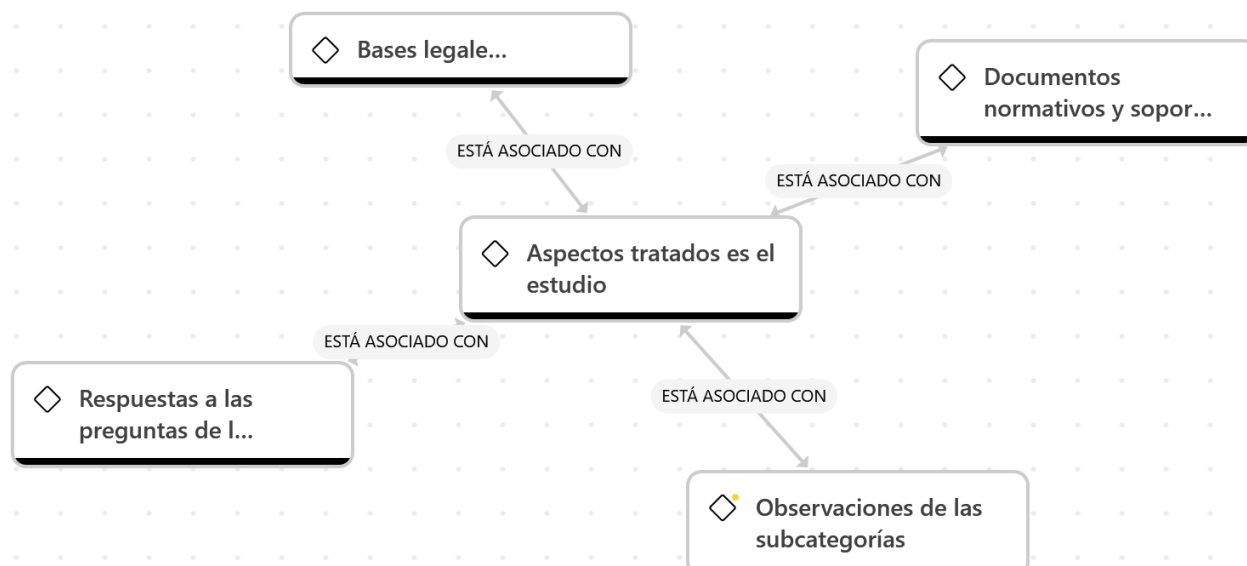 Bases legale...
Documentos
normativos y sopor...
ESTÁ ASOCIADO CON
ESTÁ ASOCIADO CON
Aspectos tratados es el
estudio
ESTÁ ASOCIADO CON
Respuestas a las
preguntas de l...
ESTÁ ASOCIADO CON
Observaciones de las
subcategorías